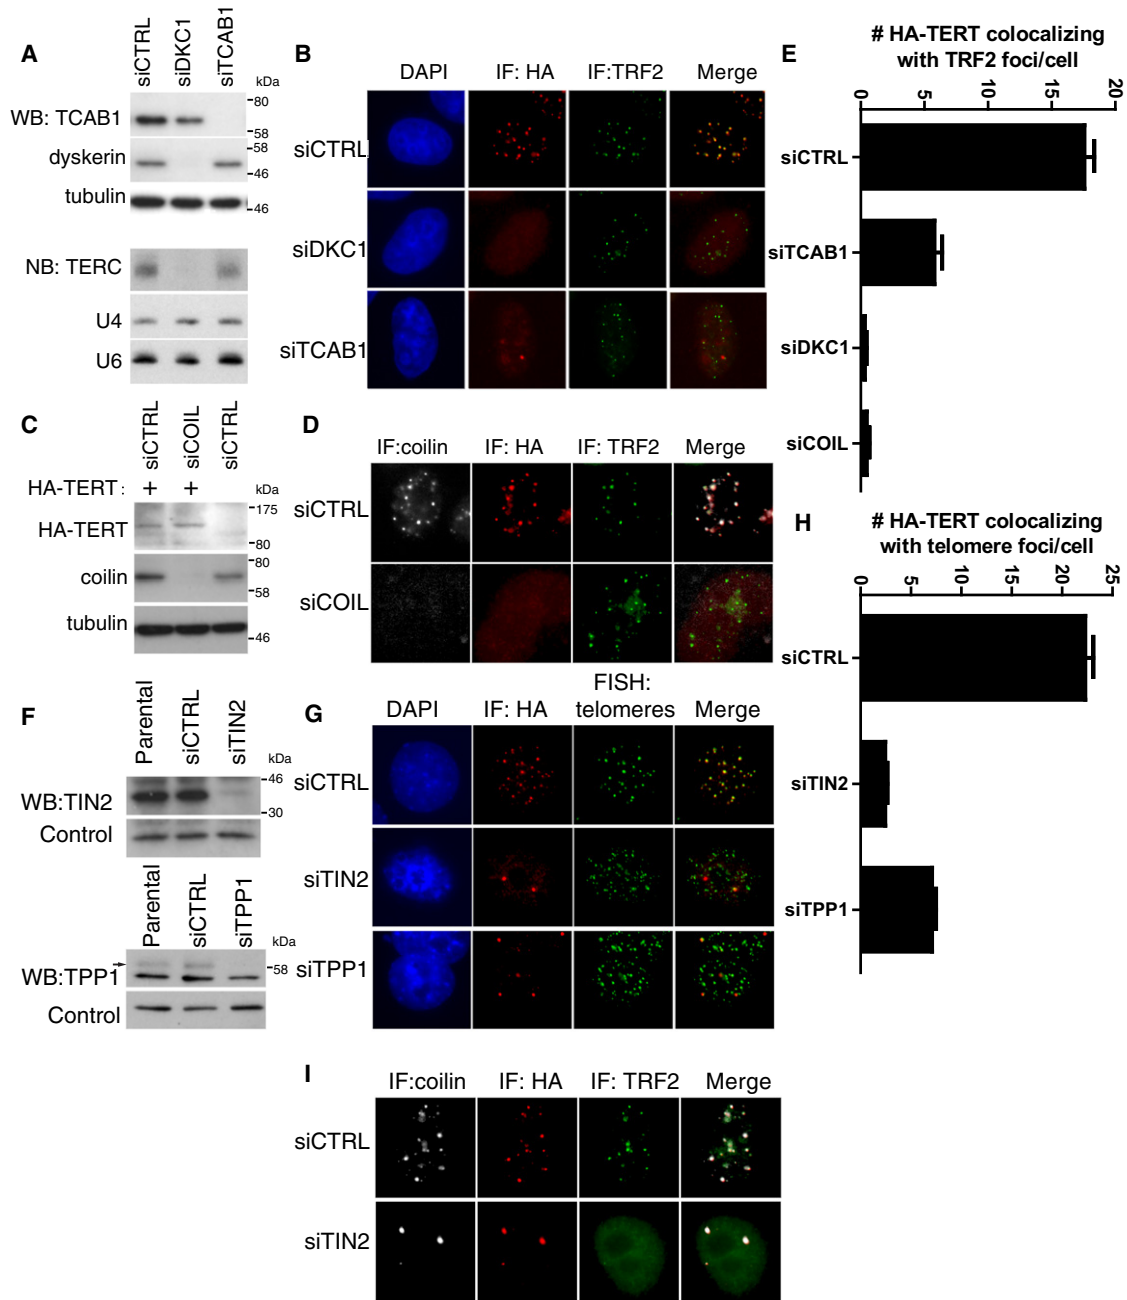 A
siCTRL
siDKC1
siTCAB1
kDa
WB: TCAB1
-80
-58
dyskerin
-58
-46
tubulin
-46
NB: TERC
U4
U6
B
DAPI
IF: HA
IF:TRF2
Merge
siCTRL
siDKC1
siTCAB1
E
# HA-TERT colocalizing
with TRF2 foci/cell
0
5
10
15
20
siCTRL
siTCAB1
siDKC1
siCOIL
C
siCTRL
siCOIL
siCTRL
HA-TERT :
+
+
kDa
HA-TERT
-175
-80
coilin
-80
-58
tubulin
-46
D
IF:coilin
IF: HA
IF: TRF2
Merge
siCTRL
siCOIL
H
# HA-TERT colocalizing
with telomere foci/cell
0
5
10
15
20
25
siCTRL
siTIN2
siTPP1
F
Parental
siCTRL
siTIN2
kDa
WB:TIN2
-46
-30
Control
Parental
siCTRL
siTPP1
kDa
WB:TPP1
-58
Control
G
DAPI
IF: HA
FISH:
telomeres
Merge
siCTRL
siTIN2
siTPP1
I
IF:coilin
IF: HA
IF: TRF2
Merge
siCTRL
siTIN2